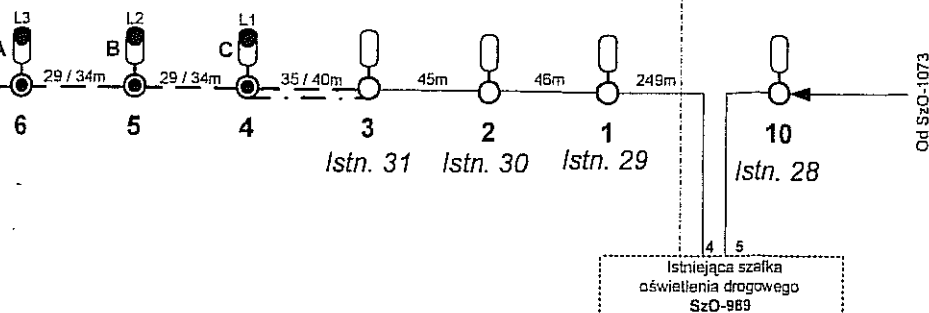 L3 L2 L1
A B C
29 / 34m 29 / 34m 35 / 40m 45m 46m 249m
6 5 4 3 2 1 10
Istn. 31 Istn. 30 Istn. 29 Istn. 28
Od SzO-1073
4 5
Istniejąca szafka
oświetlenia drogowego
SzO-989